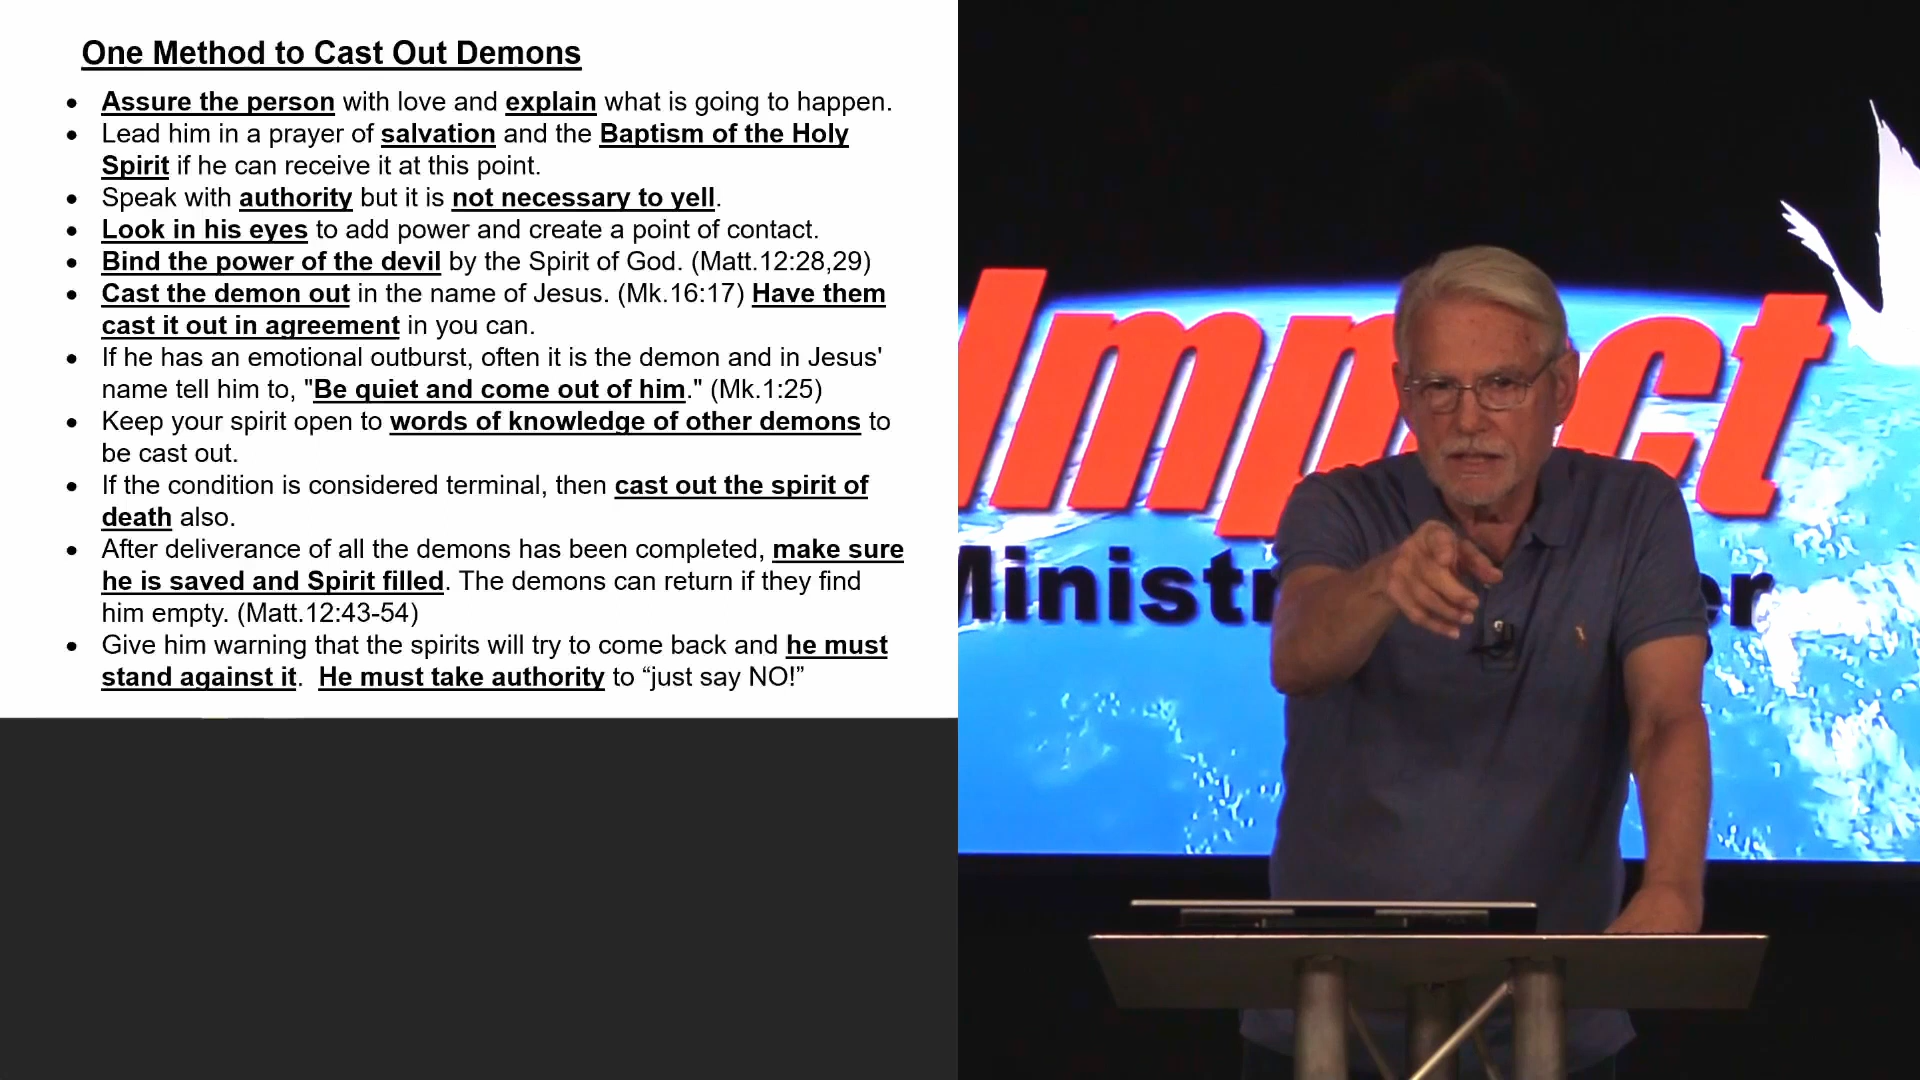 One Method to Cast Out Demons
• Assure the person with love and explain what is going to happen.
• Lead him in a prayer of salvation and the Baptism of the Holy
Spirit if he can receive it at this point.
• Speak with authority but it is not necessary to yell.
• Look in his eyes to add power and create a point of contact.
• Bind the power of the devil by the Spirit of God. (Matt.12:28,29)
• Cast the demon out in the name of Jesus. (Mk.16:17) Have them
cast it out in agreement in you can.
• If he has an emotional outburst, often it is the demon and in Jesus'
name tell him to, "Be quiet and come out of him." (Mk.1:25)
• Keep your spirit open to words of knowledge of other demons to
be cast out.
• If the condition is considered terminal, then cast out the spirit of
death also.
• After deliverance of all the demons has been completed, make sure
he is saved and Spirit filled. The demons can return if they find
him empty. (Matt.12:43-54)
• Give him warning that the spirits will try to come back and he must
stand against it.  He must take authority to “just say NO!”
Impact